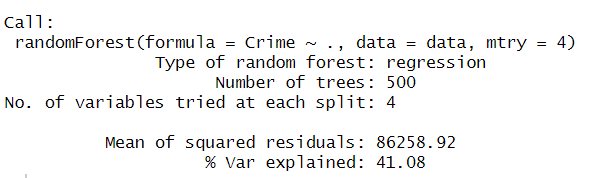 Call:
randomForest(formula = Crime ~ ., data = data, mtry = 4)
Type of random forest: regression
Number of trees: 500
No. of variables tried at each split: 4
Mean of squared residuals: 86258.92
% Var explained: 41.08